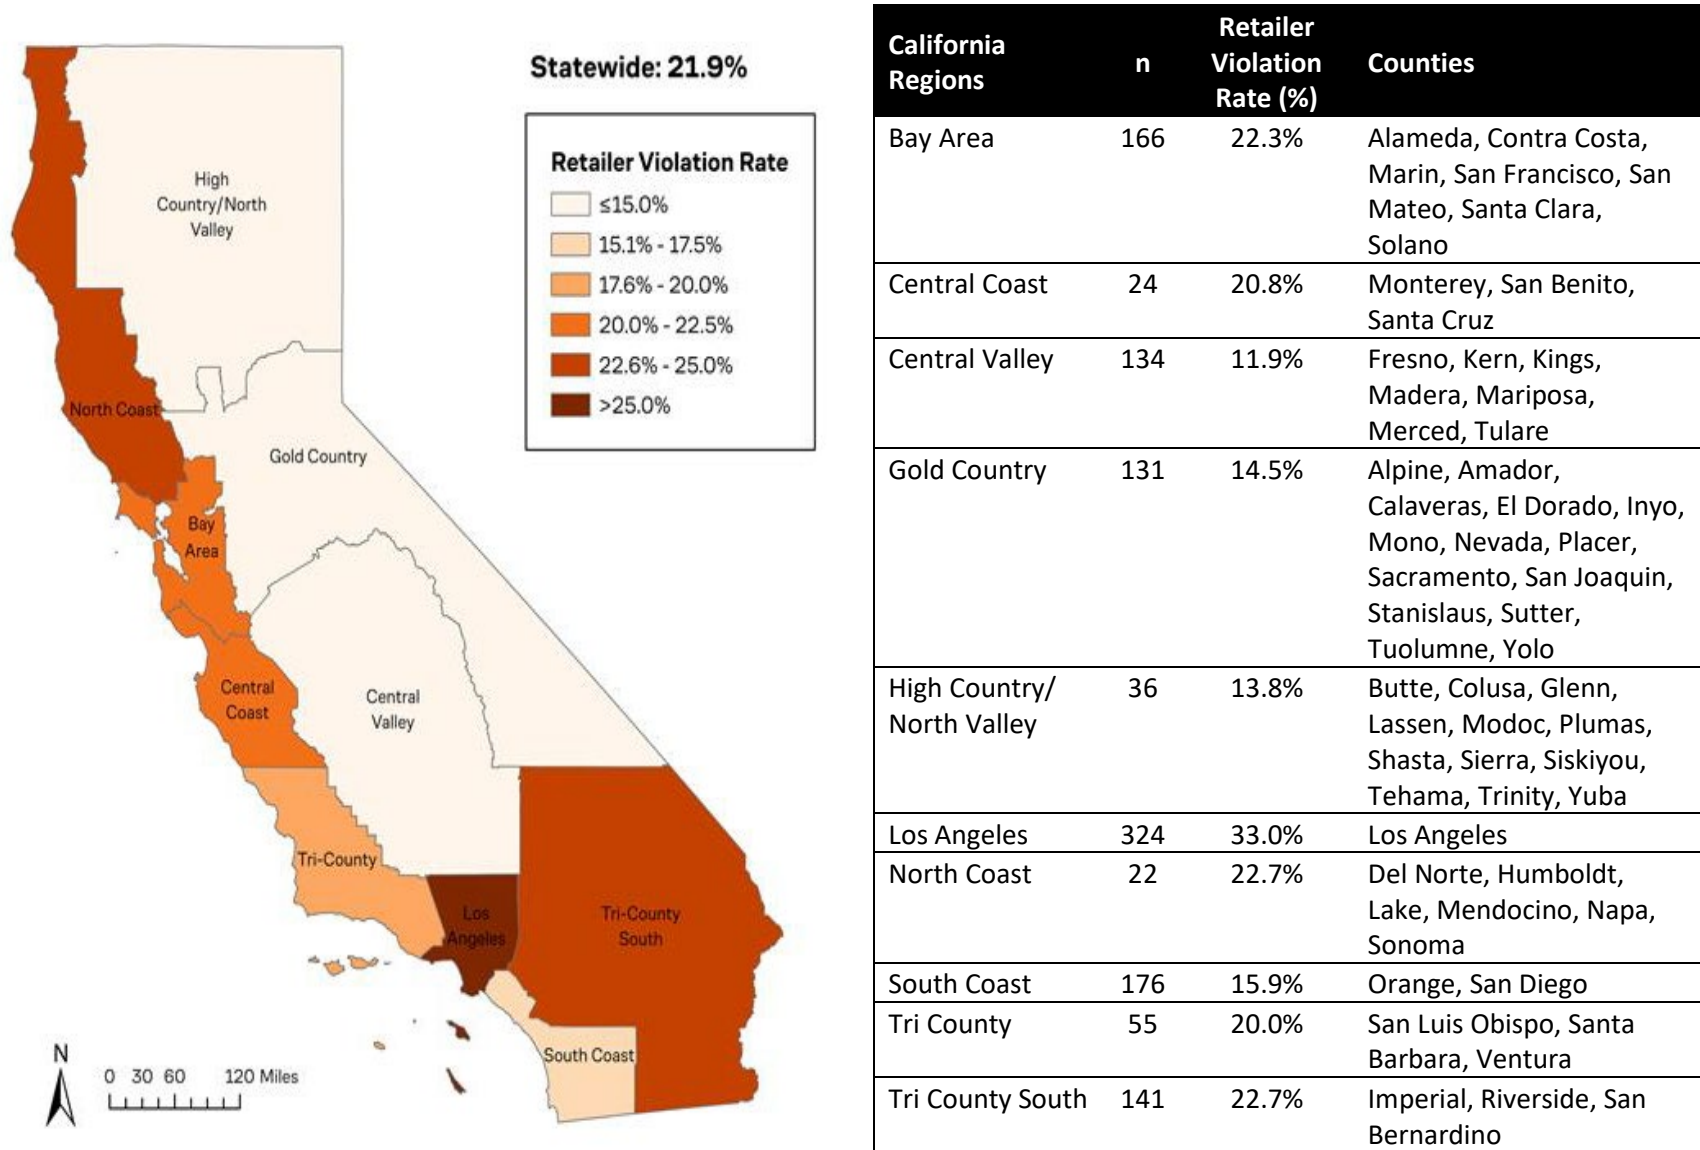 Statewide: 21.9%
Retailer Violation Rate
≤15.0%
15.1% - 17.5%
17.6% - 20.0%
20.0% - 22.5%
22.6% - 25.0%
>25.0%
High
Country/North
Valley
North Coast
Gold Country
Bay
Area
Central
Coast
Central
Valley
Tri-County
Los
Angeles
Tri-County
South
South Coast
N
0 30 60 120 Miles
California
Regions
n
Retailer
Violation
Rate (%)
Counties
Bay Area 166 22.3% Alameda, Contra Costa,
Marin, San Francisco, San
Mateo, Santa Clara,
Solano
Central Coast 24 20.8% Monterey, San Benito,
Santa Cruz
Central Valley 134 11.9% Fresno, Kern, Kings,
Madera, Mariposa,
Merced, Tulare
Gold Country 131 14.5% Alpine, Amador,
Calaveras, El Dorado, Inyo,
Mono, Nevada, Placer,
Sacramento, San Joaquin,
Stanislaus, Sutter,
Tuolumne, Yolo
High Country/ 36 13.8% Butte, Colusa, Glenn,
North Valley Lassen, Modoc, Plumas,
Shasta, Sierra, Siskiyou,
Tehama, Trinity, Yuba
Los Angeles 324 33.0% Los Angeles
North Coast 22 22.7% Del Norte, Humboldt,
Lake, Mendocino, Napa,
Sonoma
South Coast 176 15.9% Orange, San Diego
Tri County 55 20.0% San Luis Obispo, Santa
Barbara, Ventura
Tri County South 141 22.7% Imperial, Riverside, San
Bernardino